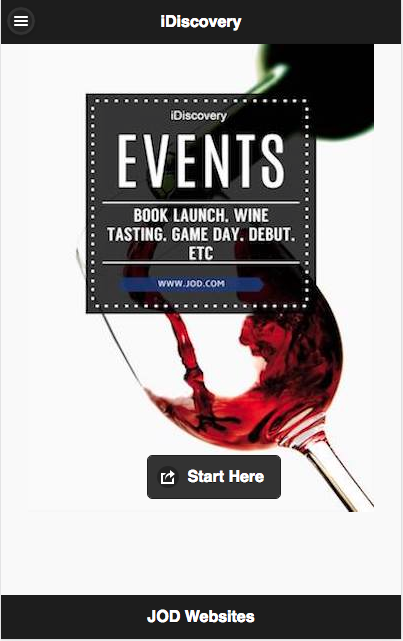 iDiscovery
iDiscovery
EVENTS
BOOK LAUNCH. WINE
TASTING. GAME DAY. DEBUT.
ETC
WWW.JOD.COM
Start Here
JOD Websites